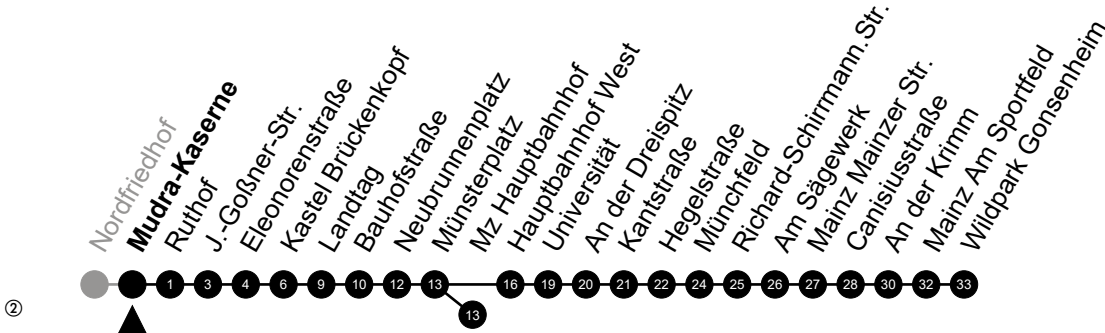 Nordfriedhof
Mudra-Kaserne
Ruthof
J.-Goßner-Str.
Eleonorenstraße
Kastel Brückenkopf
Landtag
Bauhofstraße
Neubrunnenplatz
Münsterplatz
Mz Hauptbahnhof
Hauptbahnhof West
Universität
An der Dreispitz
Kantstraße
Hegelstraße
Münchfeld
Richard-Schirrmann.Str.
Am Sägewerk
Mainz Mainzer Str.
Canisiusstraße
An der Krimm
Mainz Am Sportfeld
Wildpark Gonsenheim
1 3 4 6 9 10 12 13 16 19 20 21 22 24 25 26 27 28 30 32 33
13
②